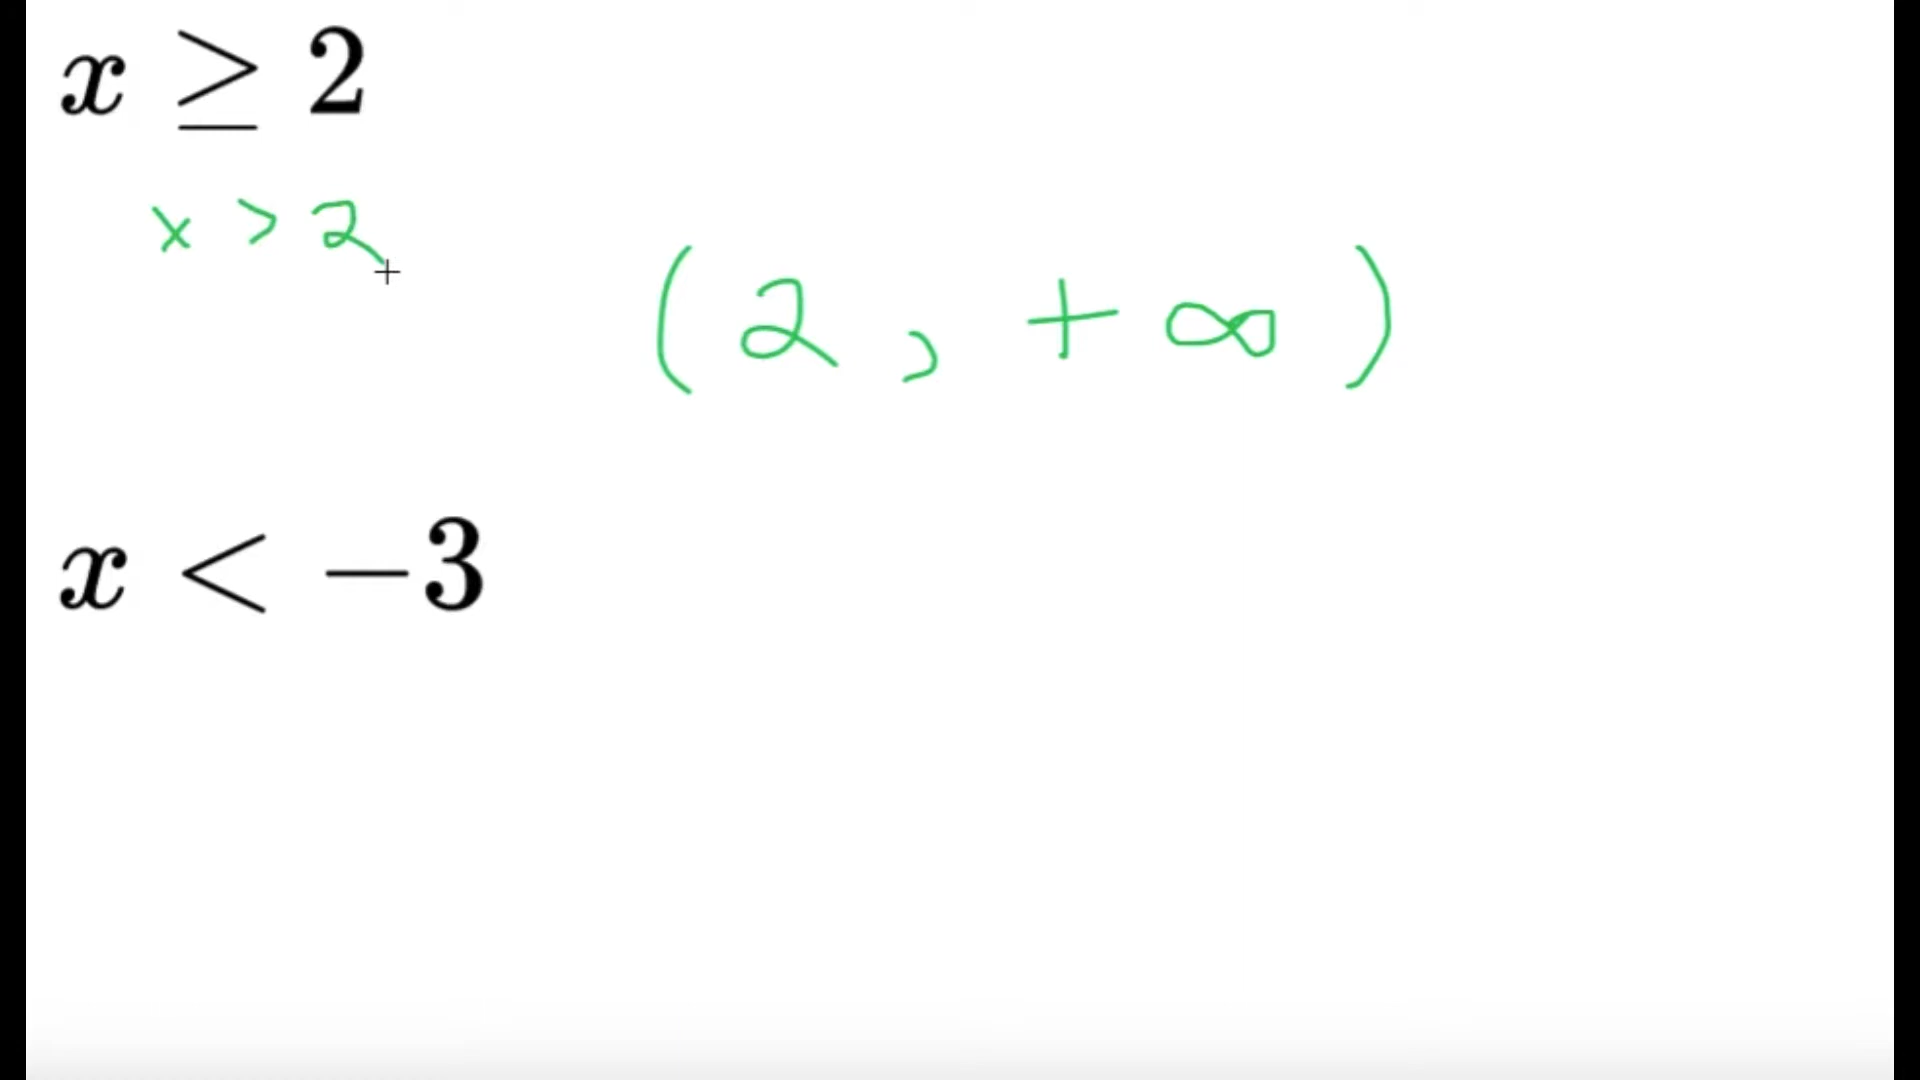 x ≥ 2
x > 2
(2, +∞)
x < −3